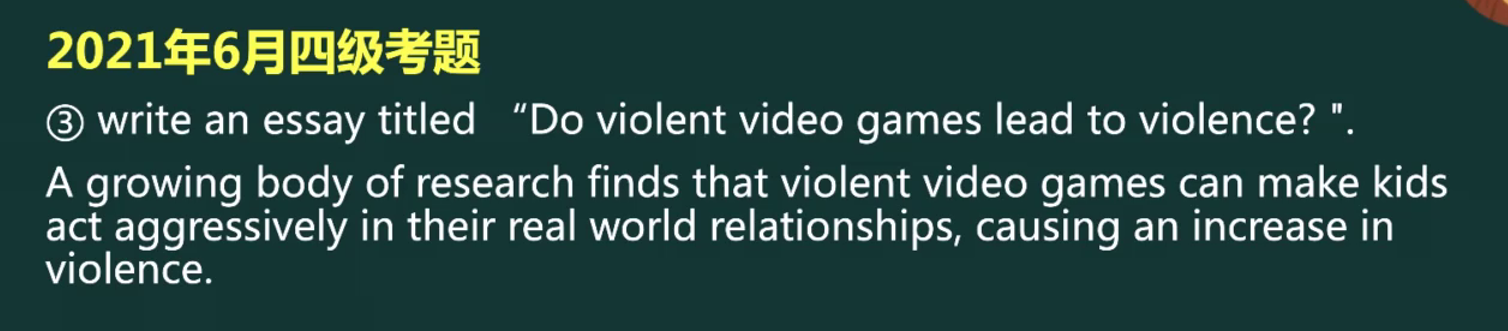 2021年6月四级考题
③ write an essay titled “Do violent video games lead to violence? ".
A growing body of research finds that violent video games can make kids
act aggressively in their real world relationships, causing an increase in
violence.